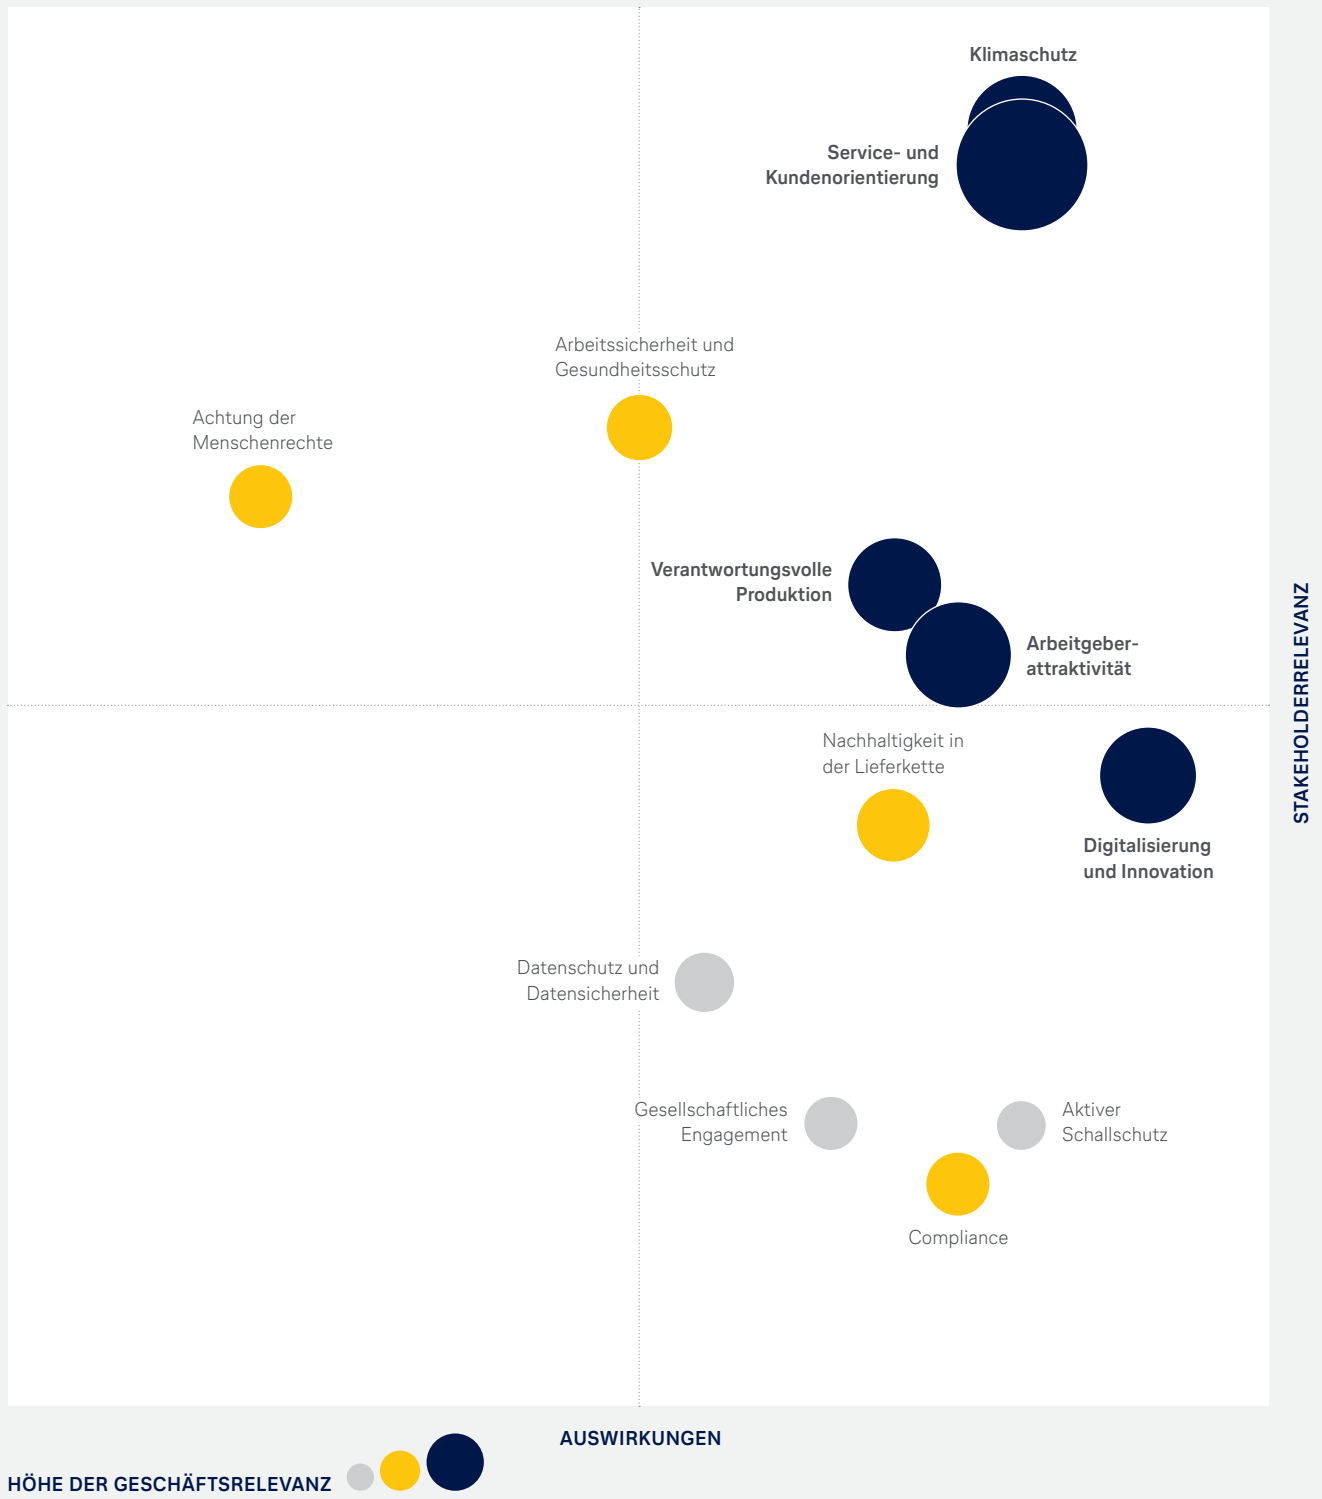 Klimaschutz
Service- und
Kundenorientierung
Arbeitssicherheit und
Gesundheitsschutz
Achtung der
Menschenrechte
Verantwortungsvolle
Produktion
Arbeitgeber-
attraktivität
Nachhaltigkeit in
der Lieferkette
Digitalisierung
und Innovation
Datenschutz und
Datensicherheit
Gesellschaftliches
Engagement
Aktiver
Schallschutz
Compliance
STAKEHOLDERRELEVANZ
AUSWIRKUNGEN
HÖHE DER GESCHÄFTSRELEVANZ